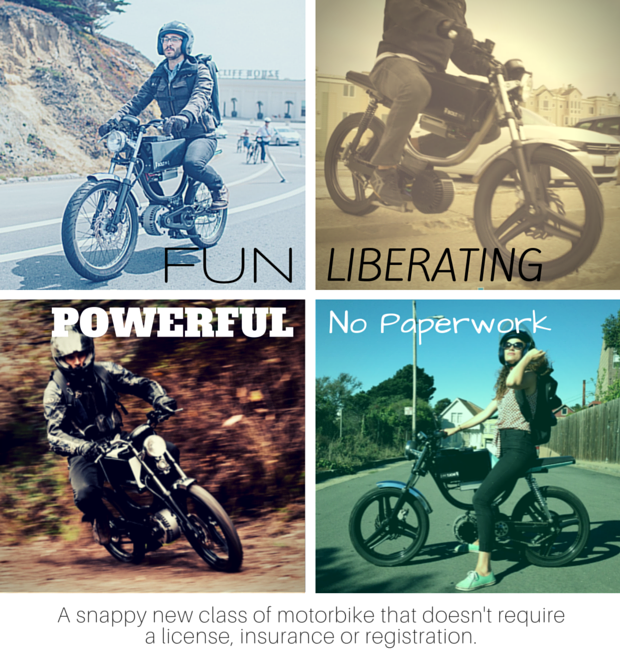 CLIFF HOUSE
FUN
LIBERATING
POWERFUL
No Paperwork
A snappy new class of motorbike that doesn't require
a license, insurance or registration.